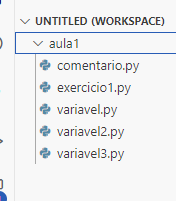 UNTITLED (WORKSPACE)
aula1
comentario.py
exercicio1.py
variavel.py
variavel2.py
variavel3.py